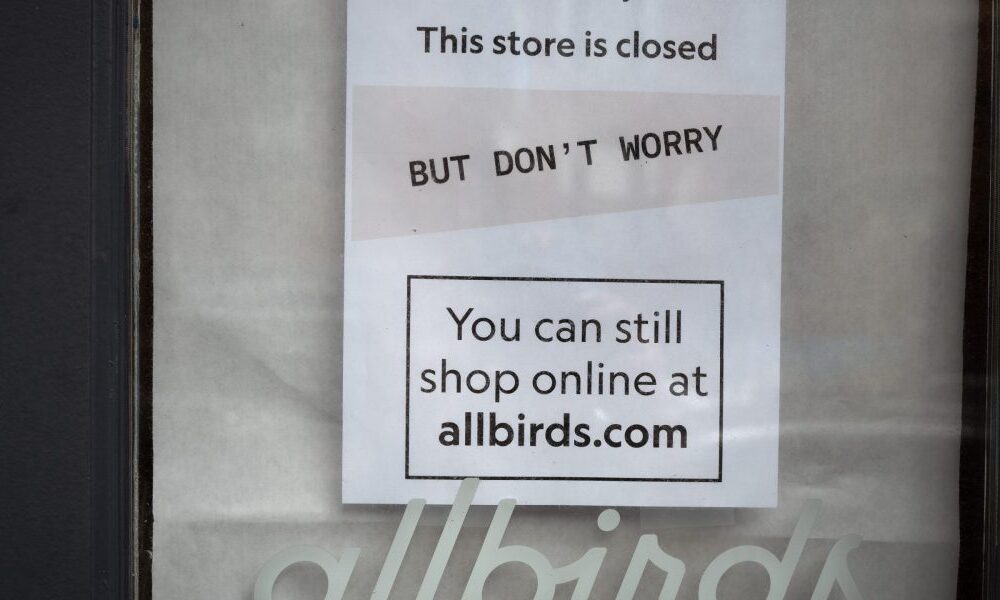 This store is closed
BUT DON'T WORRY
You can still
shop online at
allbirds.com
allbirds